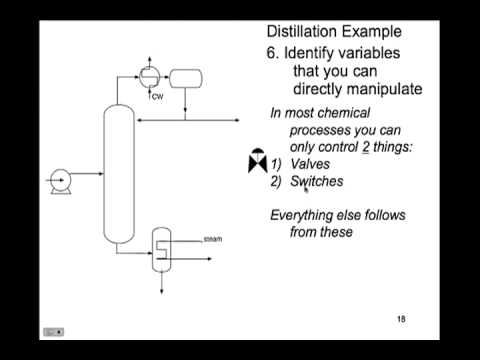 Distillation Example
6. Identify variables
that you can
directly manipulate
In most chemical
processes you can
only control 2 things:
1) Valves
2) Switches
Everything else follows
from these
CW
steam
18